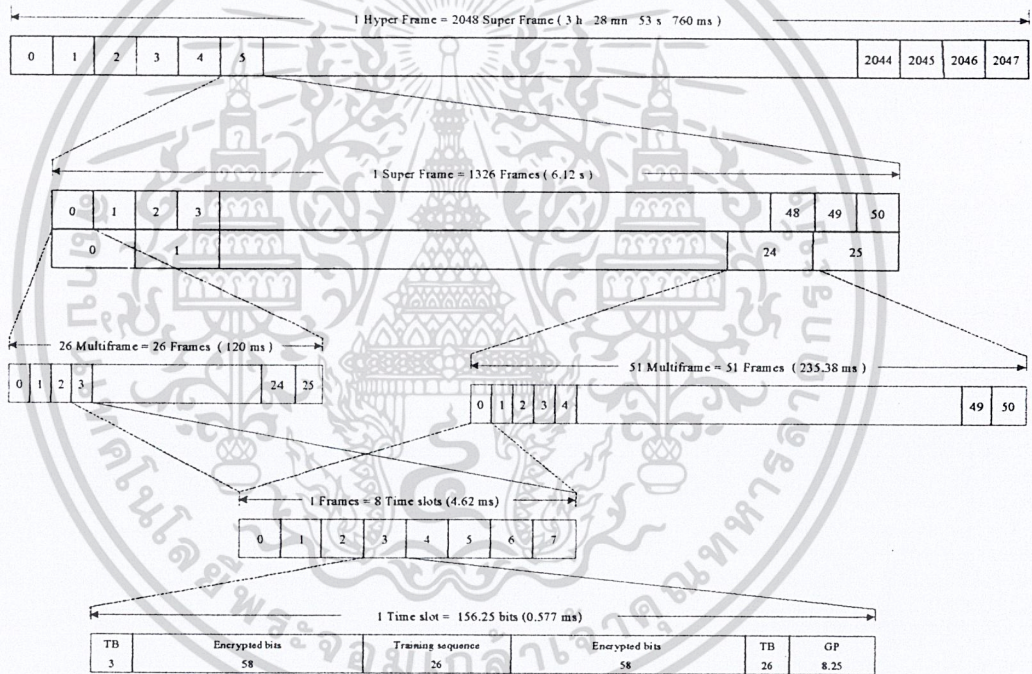 1 Hyper Frame = 2048 Super Frame ( 3 h 28 mn 53 s 760 ms )
0 1 2 3 4 5 2044 2045 2046 2047
1 Super Frame = 1326 Frames ( 6.12 s )
0 1 2 3 48 49 50
0 1 24 25
26 Multiframe = 26 Frames ( 120 ms )
0 1 2 3 24 25
51 Multiframe = 51 Frames ( 235.38 ms )
0 1 2 3 4 49 50
1 Frames = 8 Time slots (4.62 ms)
0 1 2 3 4 5 6 7
1 Time slot = 156.25 bits (0.577 ms)
TB Encrypted bits Training sequence Encrypted bits TB GP
3 58 26 58 26 8.25